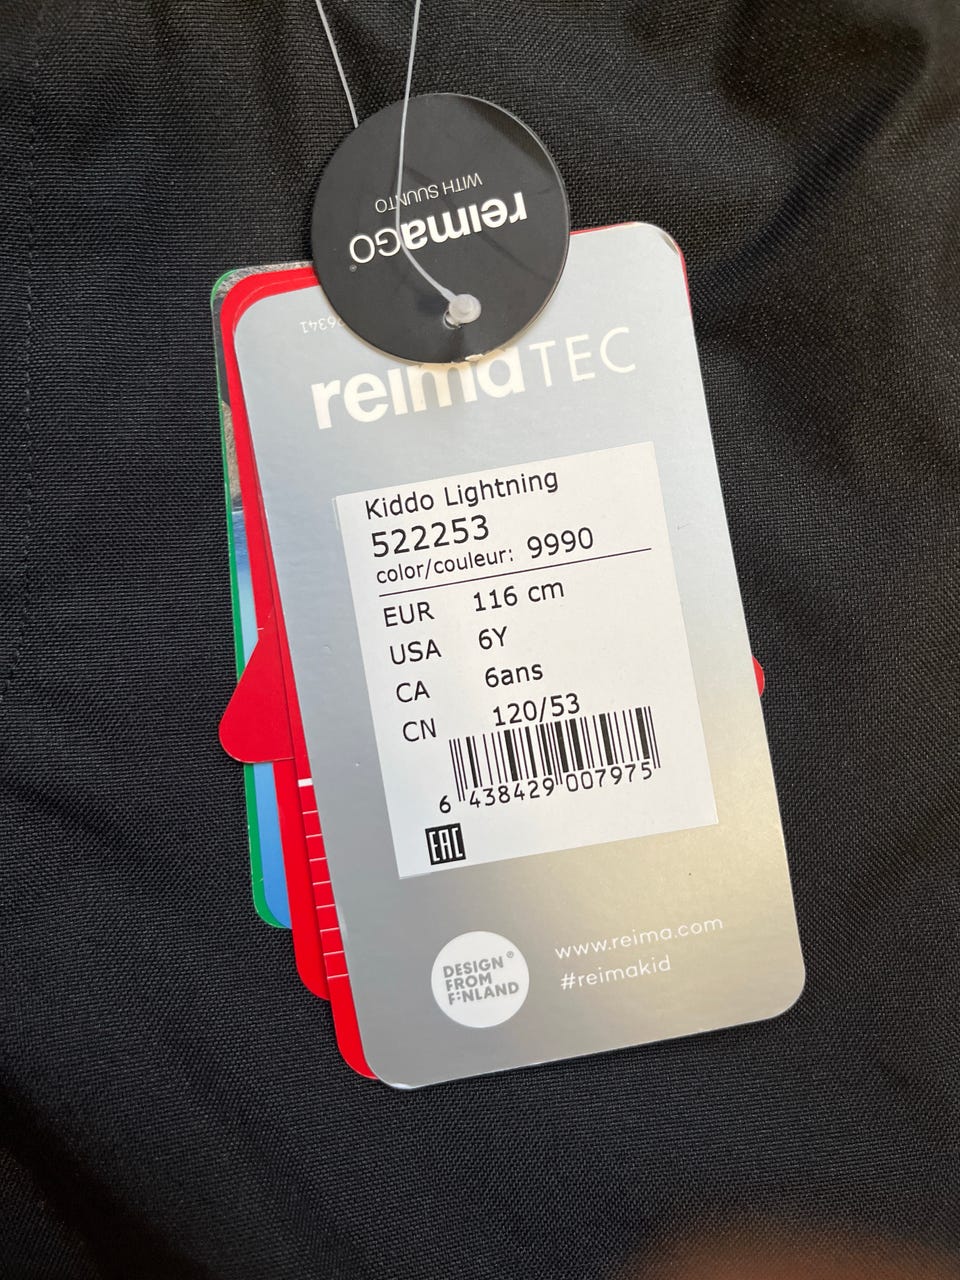 reimaGO®
WITH SUUNTO
6341
reimaTEC
Kiddo Lightning
522253
color/couleur: 9990
EUR 116 cm
USA 6Y
CA 6ans
CN 120/53
6 438429 007975
EAC
DESIGN®
FROM
FINLAND
www.reima.com
#reimakid